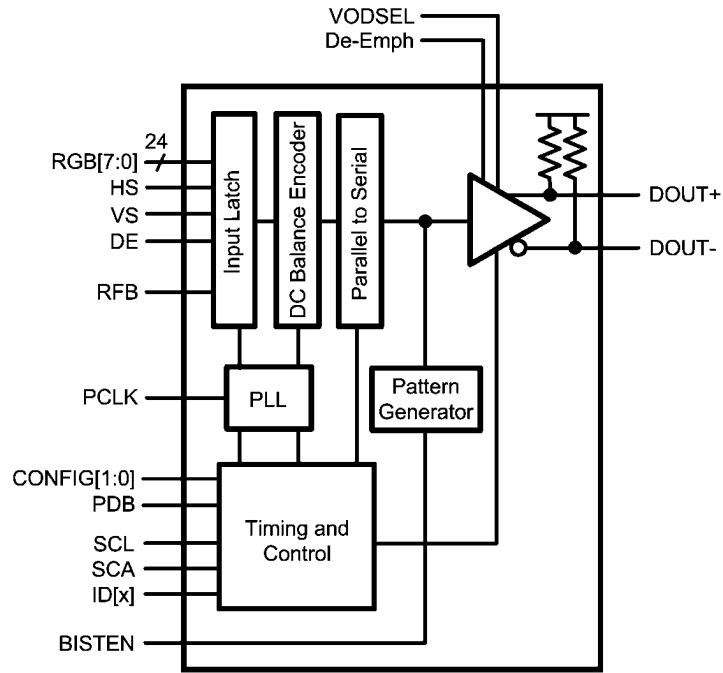 VODSEL
De-Emph
24
RGB[7:0]
HS
VS
DE
RFB
Input Latch
DC Balance Encoder
Parallel to Serial
DOUT+
DOUT-
PCLK
PLL
Pattern
Generator
CONFIG[1:0]
PDB
SCL
SCA
ID[x]
Timing and
Control
BISTEN